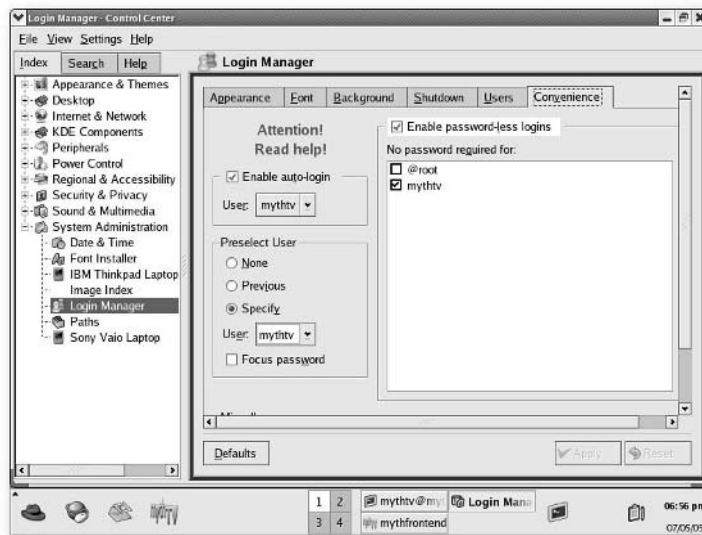 Login Manager - Control Center
File View Settings Help
Index Search Help
Login Manager
Appearance & Themes
Desktop
Internet & Network
KDE Components
Peripherals
Power Control
Regional & Accessibility
Security & Privacy
Sound & Multimedia
System Administration
Date & Time
Font Installer
IBM Thinkpad Laptop
Image Index
Login Manager
Paths
Sony Vaio Laptop
Appearance Font Background Shutdown Users Convenience
Attention!
Read help!
Enable auto-login
User: mythtv
Preselect User
None
Previous
Specify
User: mythtv
Focus password
Enable password-less logins
No password required for:
@root
mythtv
Defaults
Apply Reset
1 2
3 4
mythtv@my
Login Mana
mythfrontend
06:56 pm